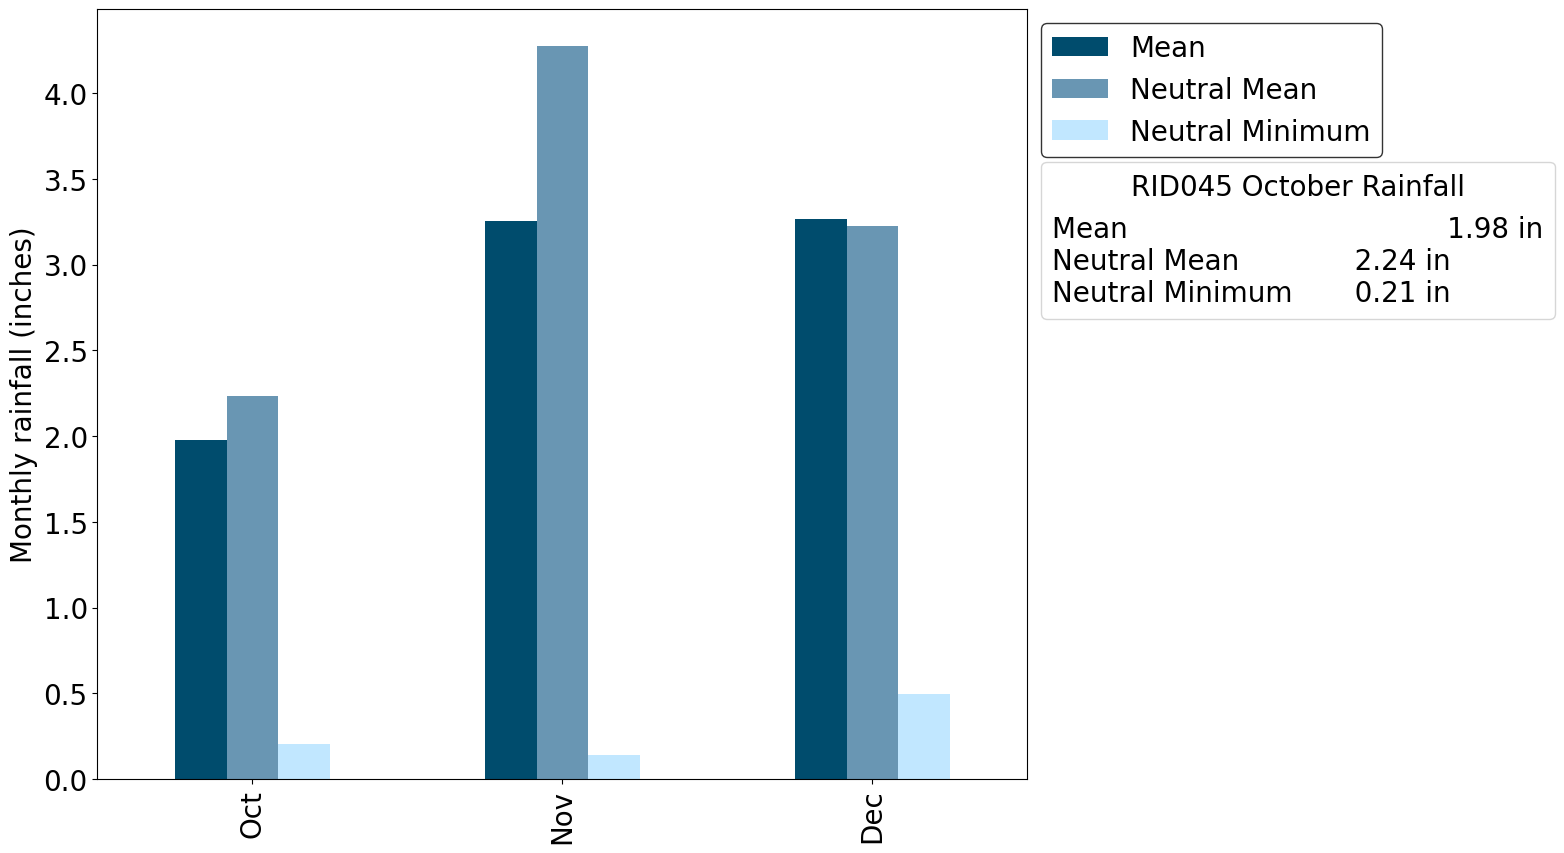 Mean
Neutral Mean
Neutral Minimum
RID045 October Rainfall
Mean 1.98 in
Neutral Mean 2.24 in
Neutral Minimum 0.21 in
Monthly rainfall (inches)
4.0
3.5
3.0
2.5
2.0
1.5
1.0
0.5
0.0
Oct
Nov
Dec